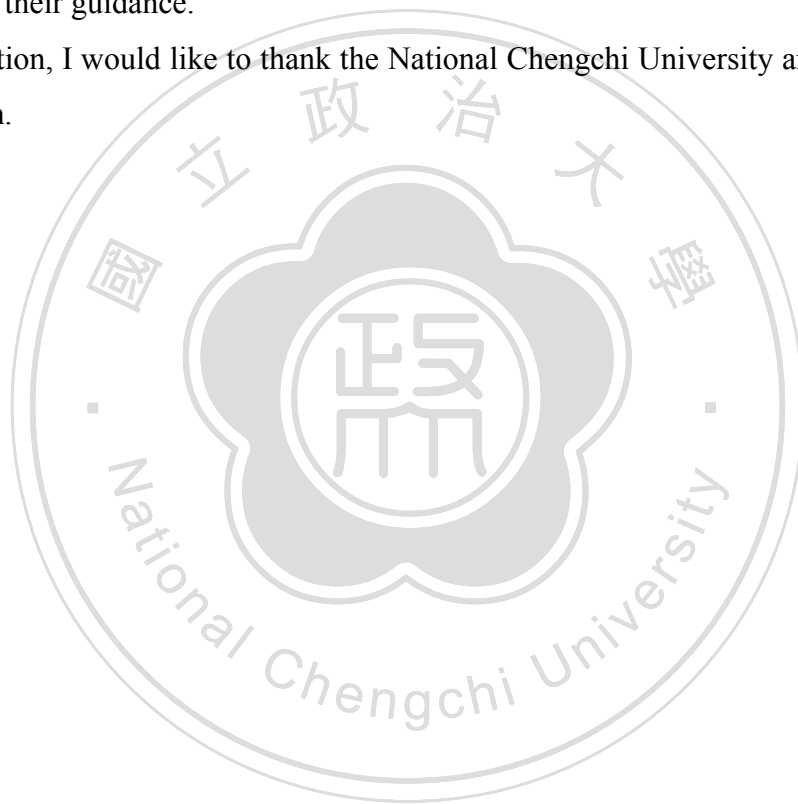 their guidance.
tion, I would like to thank the National Chengchi University a
n.
國立政治大學
政大
National Chengchi University